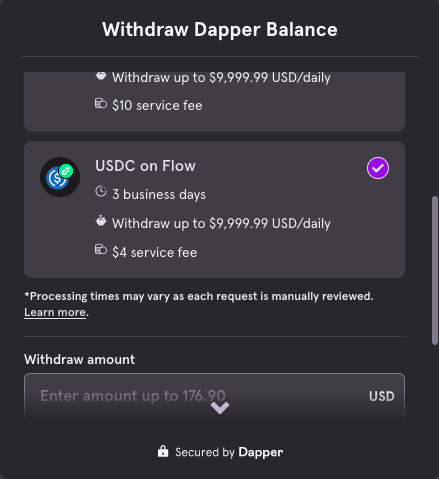 Withdraw Dapper Balance
Withdraw up to $9,999.99 USD/daily
$10 service fee
USDC on Flow
3 business days
Withdraw up to $9,999.99 USD/daily
$4 service fee
*Processing times may vary as each request is manually reviewed.
Learn more.
Withdraw amount
Enter amount up to 176.90 USD
Secured by Dapper